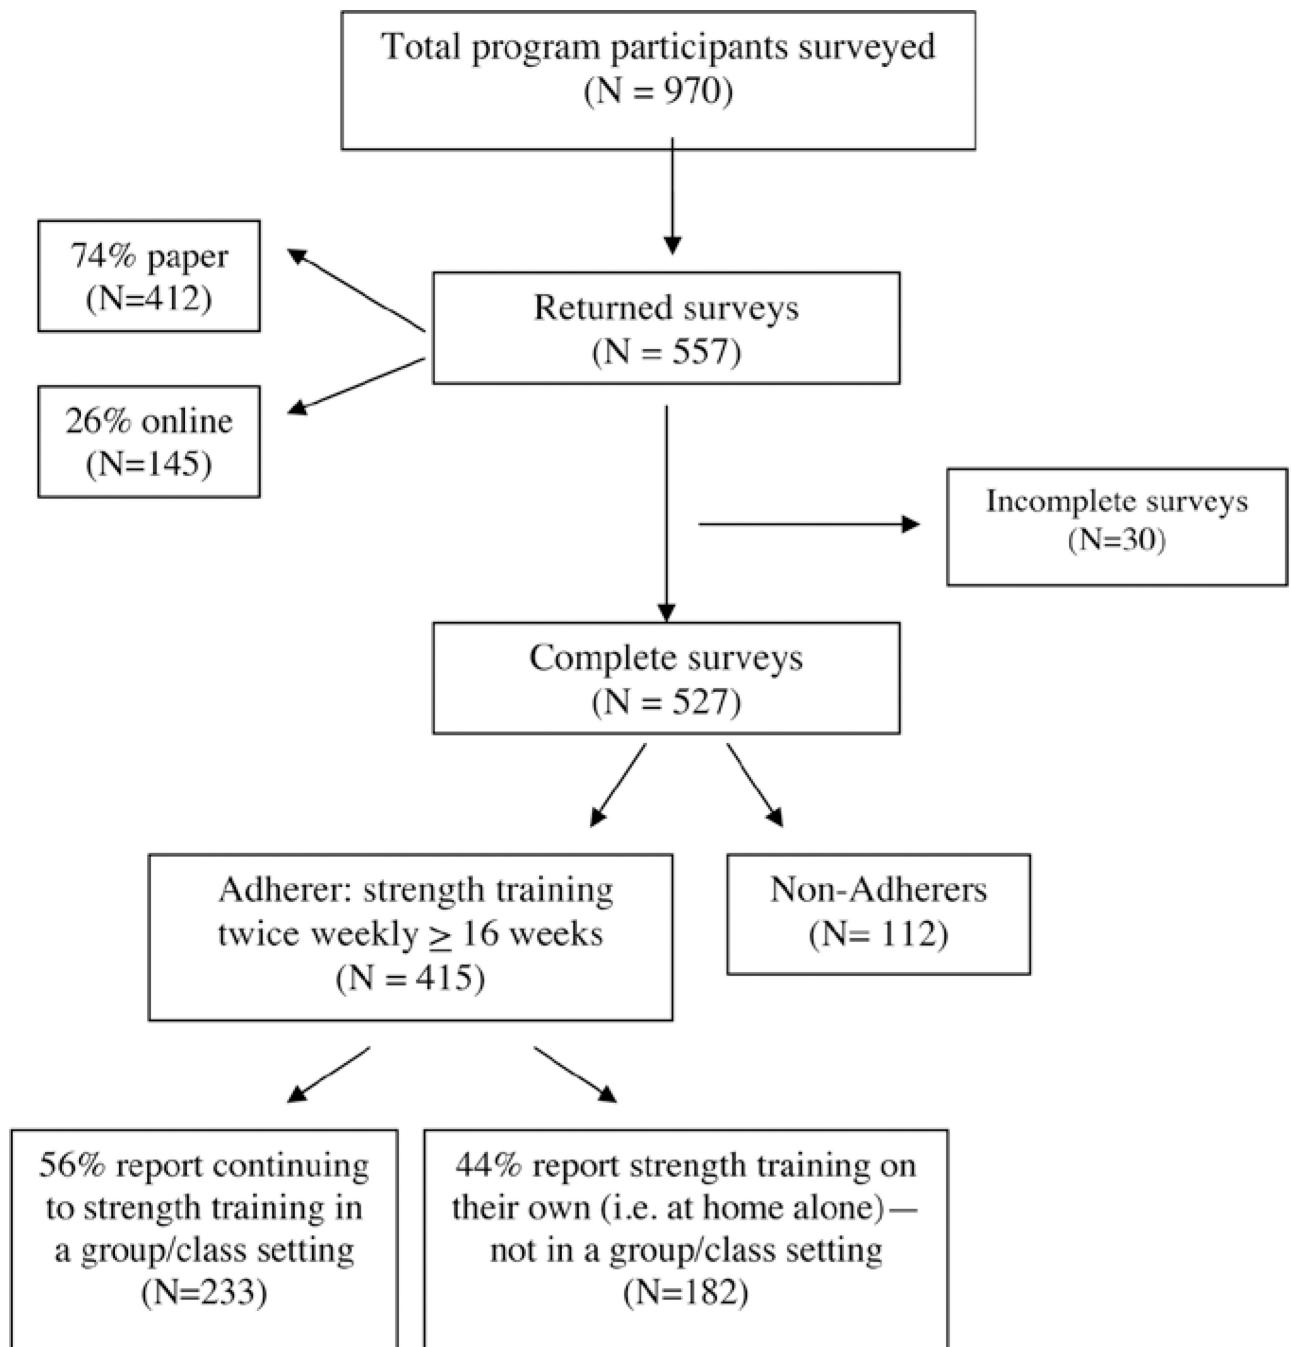 Total program participants surveyed
(N = 970)
74% paper
(N=412)
Returned surveys
(N = 557)
26% online
(N=145)
Incomplete surveys
(N=30)
Complete surveys
(N = 527)
Adherer: strength training
twice weekly ≥ 16 weeks
(N = 415)
Non-Adherers
(N= 112)
56% report continuing
to strength training in
a group/class setting
(N=233)
44% report strength training on
their own (i.e. at home alone)—
not in a group/class setting
(N=182)